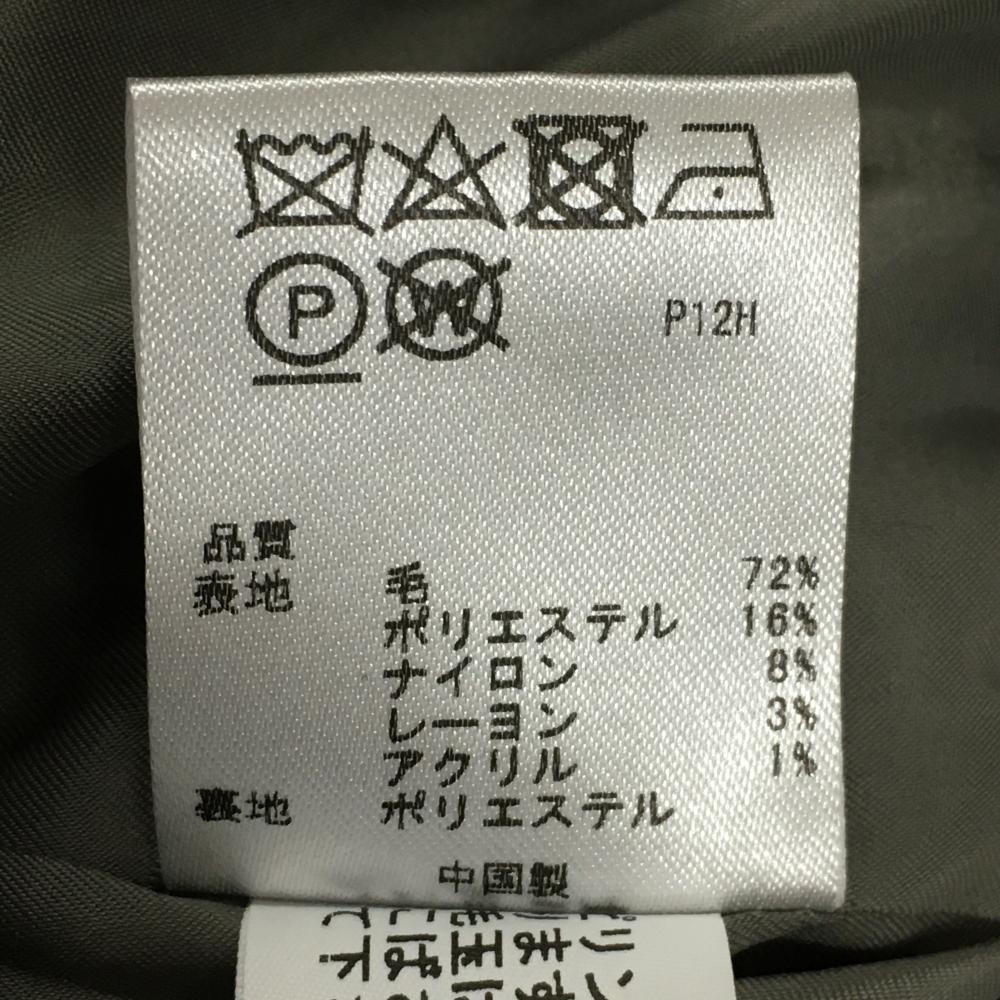 P
W
P12H
品質
表地 毛 72%
ポリエステル 16%
ナイロン 8%
レーヨン 3%
アクリル 1%
裏地 ポリエステル
中国製